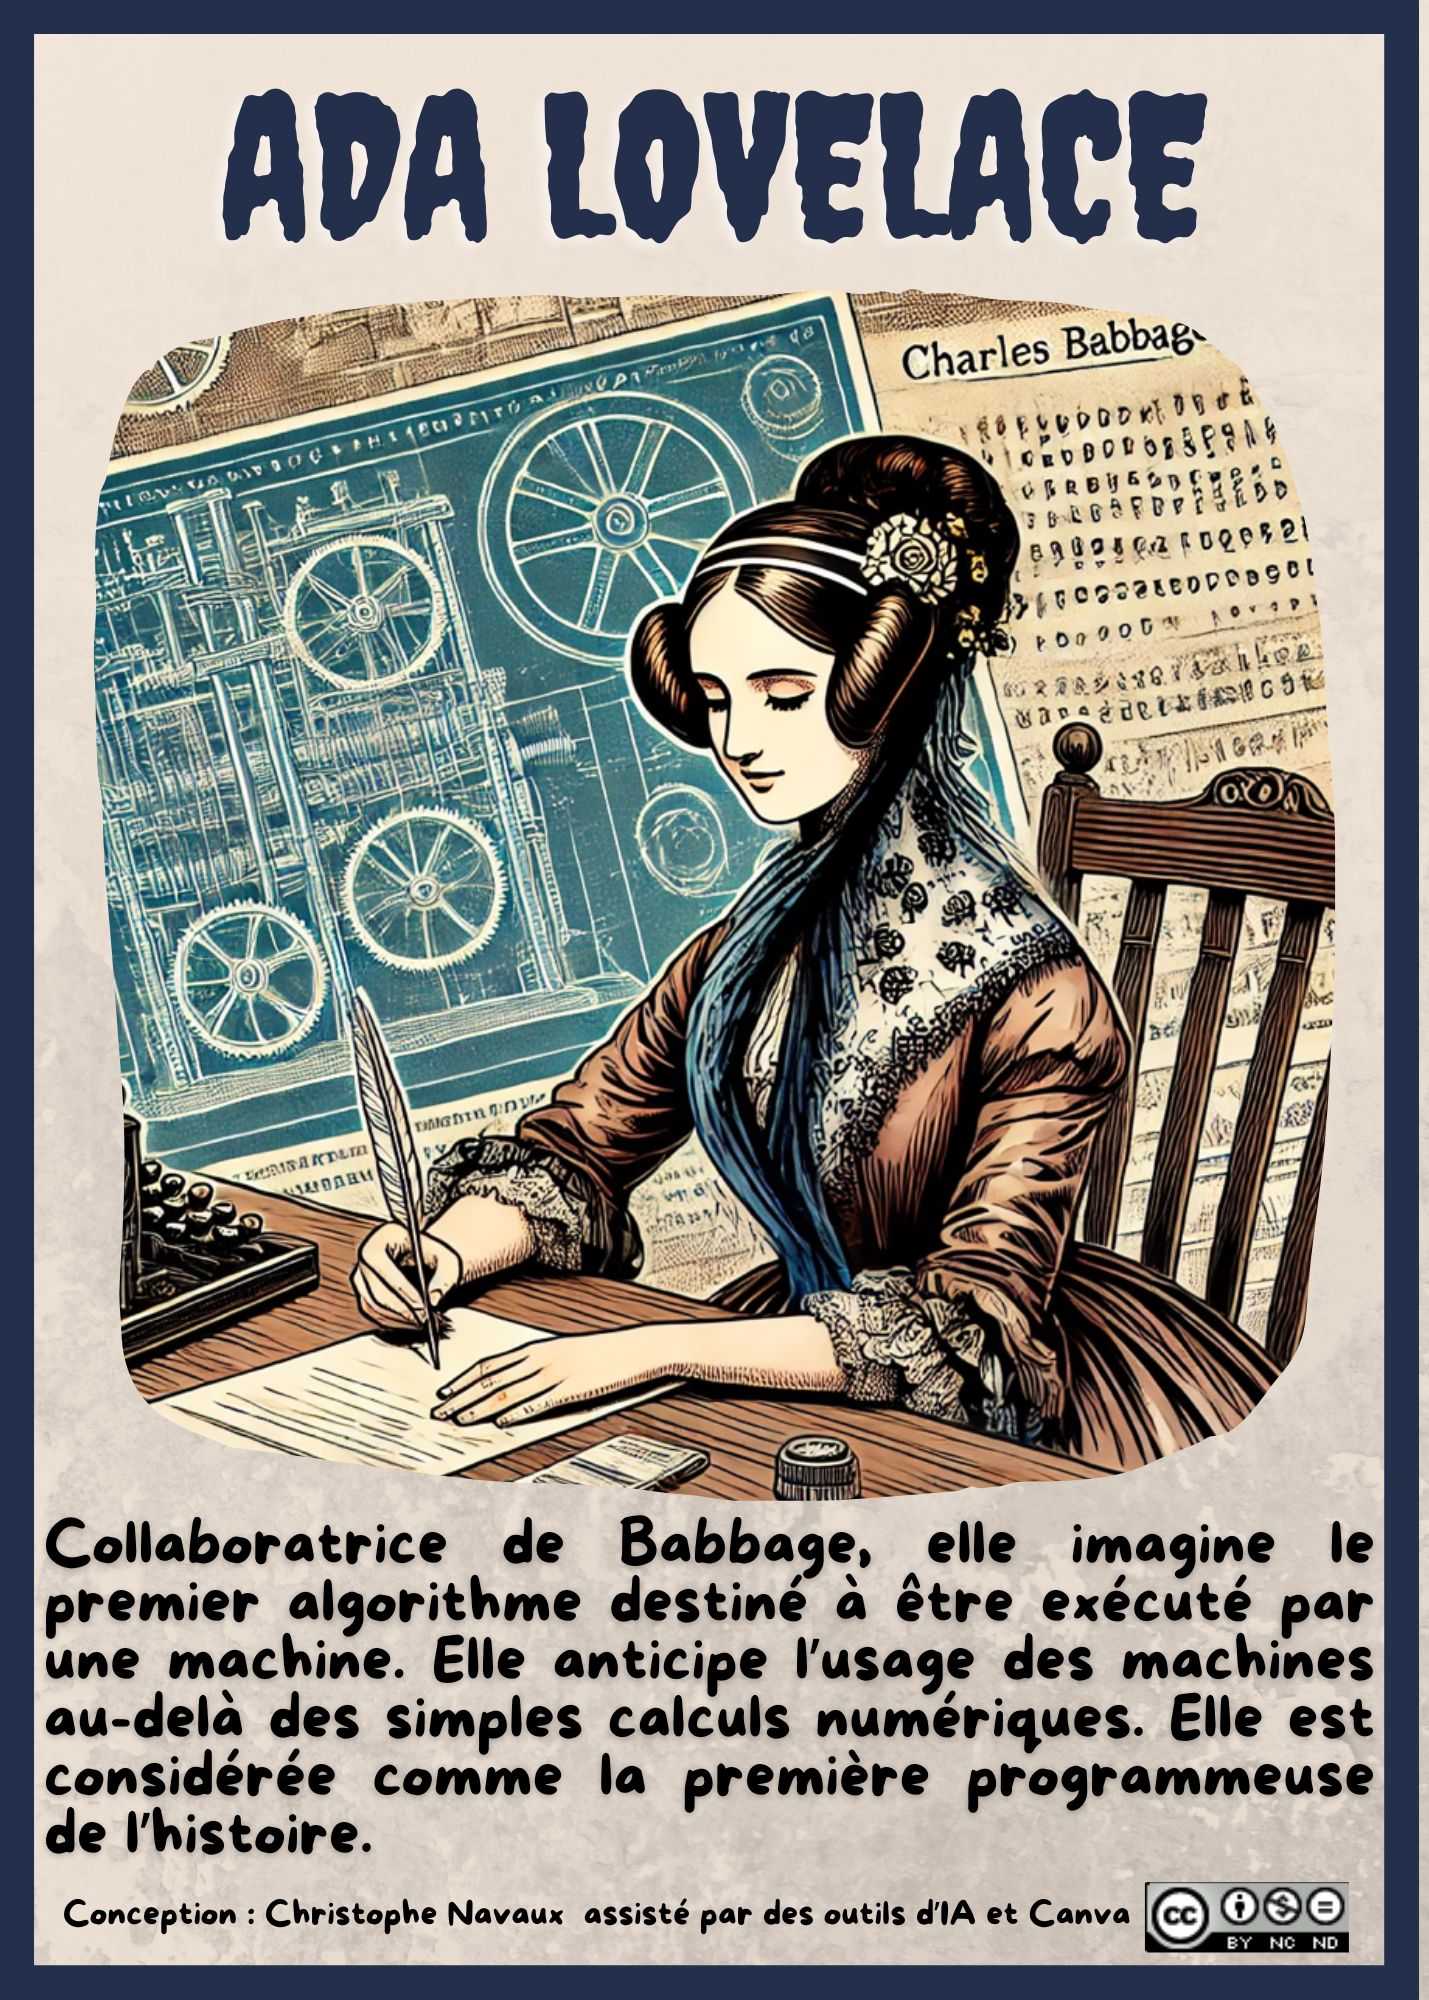 ADA LOVELACE
Charles Babbage
Collaboratrice de Babbage, elle imagine le
premier algorithme destiné à être exécuté par
une machine. Elle anticipe l'usage des machines
au-delà des simples calculs numériques. Elle est
considérée comme la première programmeuse
de l'histoire.
Conception : Christophe Navaux assisté par des outils d'IA et Canva
cc
BY NC ND